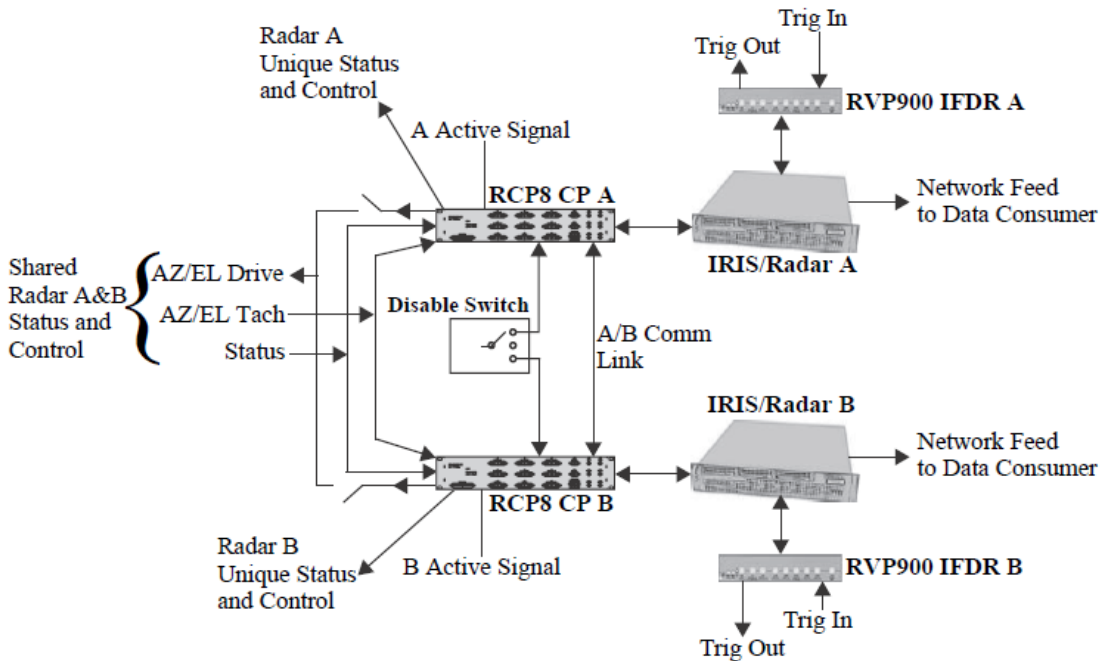 Radar A
Unique Status
and Control
A Active Signal
RCP8 CP A
Trig In
Trig Out
RVP900 IFDR A
Network Feed
to Data Consumer
IRIS/Radar A
Shared
Radar A&B
Status and
Control
AZ/EL Drive
AZ/EL Tach
Status
Disable Switch
A/B Comm
Link
IRIS/Radar B
Network Feed
to Data Consumer
RCP8 CP B
Radar B
Unique Status
and Control
B Active Signal
RVP900 IFDR B
Trig In
Trig Out